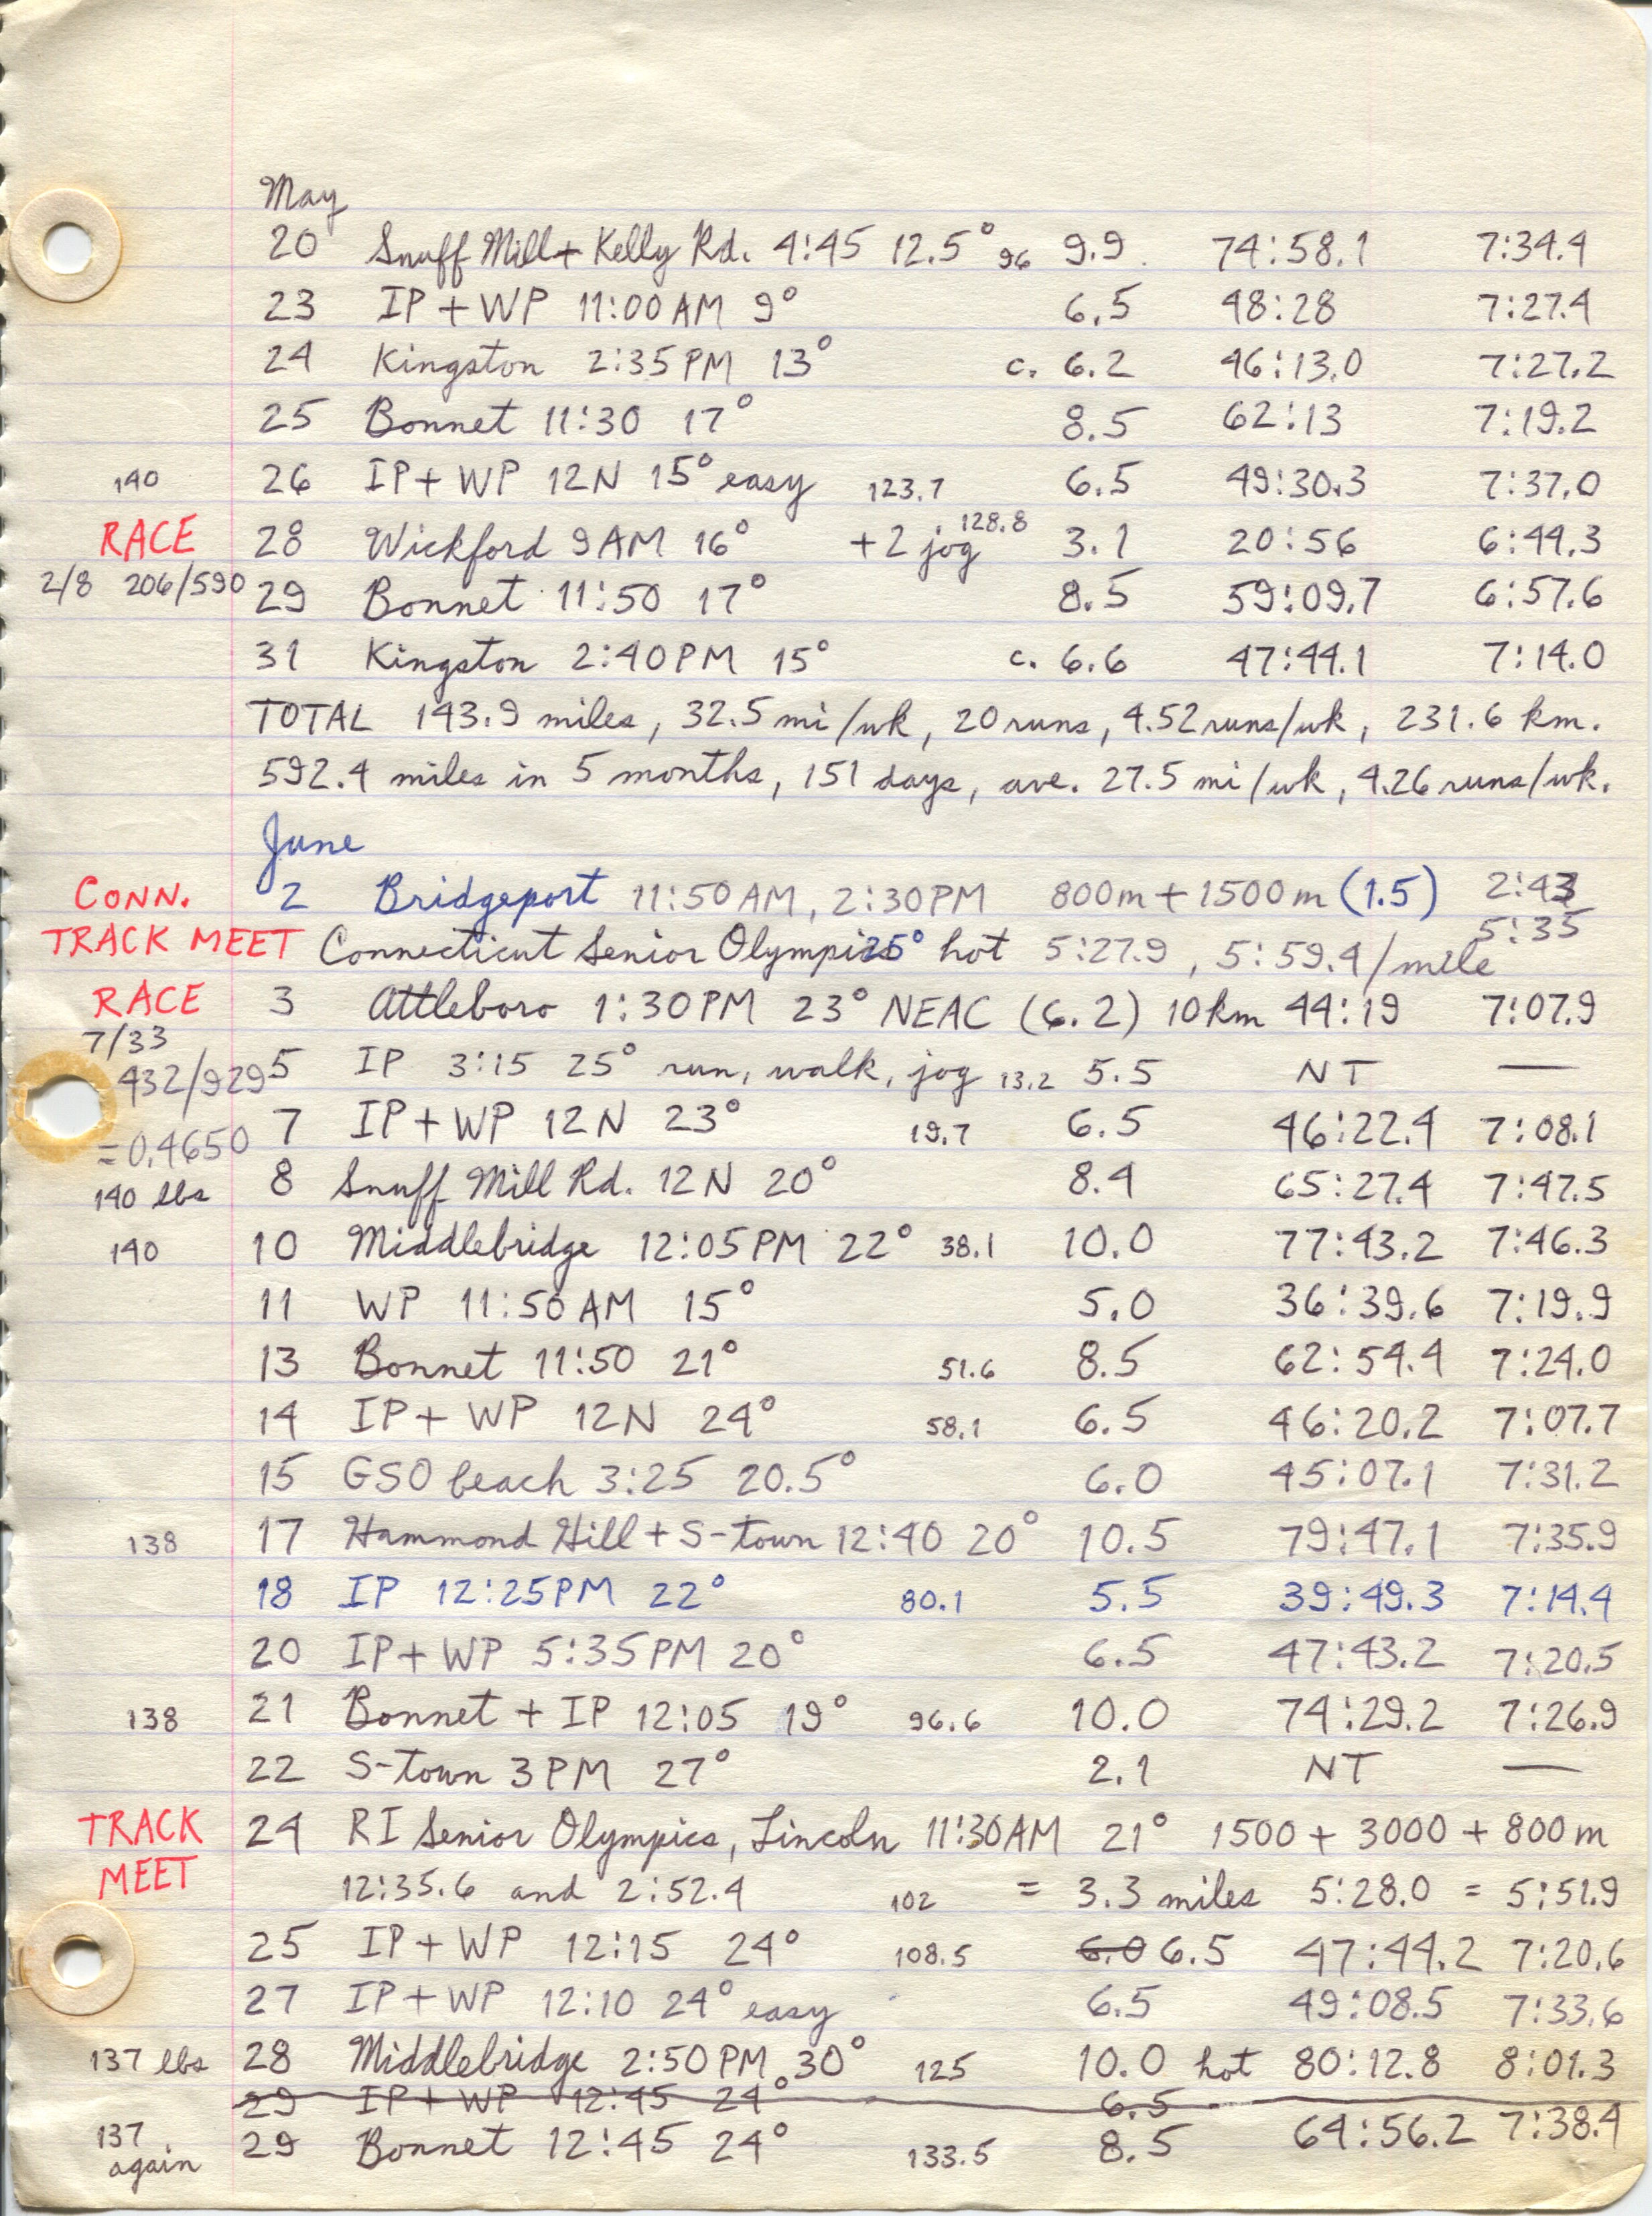 May
20 Snuff Mill + Kelly Rd. 4:45 12.5° 96 9.9 74:58.1 7:34.4
23 IP + WP 11:00 AM 9° 6.5 48:28 7:27.4
24 Kingston 2:35 PM 13° c. 6.2 46:13.0 7:27.2
25 Bonnet 11:30 17° 8.5 62:13 7:19.2
140 26 IP + WP 12N 15° easy 123.7 6.5 49:30.3 7:37.0
RACE 28 Wickford 9 AM 16° +2 jog 128.8 3.1 20:56 6:44.3
2/8 206/590 29 Bonnet 11:50 17° 8.5 59:09.7 6:57.6
31 Kingston 2:40 PM 15° c. 6.6 47:44.1 7:14.0
TOTAL 143.9 miles, 32.5 mi/wk, 20 runs, 4.52 runs/wk, 231.6 km.
592.4 miles in 5 months, 151 days, ave. 27.5 mi/wk, 4.26 runs/wk.
June
CONN. 2 Bridgeport 11:50 AM, 2:30 PM 800m + 1500m (1.5) 2:43
5:35
TRACK MEET Connecticut Senior Olympics 25° hot 5:27.9, 5:59.4/mile
RACE 3 Attleboro 1:30 PM 23° NEAC (6.2) 10km 44:19 7:07.9
7/33
432/929 5 IP 3:15 25° run, walk, jog 13.2 5.5 NT —
=0.4650 7 IP + WP 12N 23° 19.7 6.5 46:22.4 7:08.1
140 lbs 8 Snuff Mill Rd. 12N 20° 8.4 65:27.4 7:47.5
140 10 Middlebridge 12:05 PM 22° 38.1 10.0 77:43.2 7:46.3
11 WP 11:50 AM 15° 5.0 36:39.6 7:19.9
13 Bonnet 11:50 21° 51.6 8.5 62:54.4 7:24.0
14 IP + WP 12N 24° 58.1 6.5 46:20.2 7:07.7
15 GSO beach 3:25 20.5° 6.0 45:07.1 7:31.2
138 17 Hammond Hill + S-town 12:40 20° 10.5 79:47.1 7:35.9
18 IP 12:25 PM 22° 80.1 5.5 39:49.3 7:14.4
20 IP + WP 5:35 PM 20° 6.5 47:43.2 7:20.5
138 21 Bonnet + IP 12:05 19° 96.6 10.0 74:29.2 7:26.9
22 S-town 3 PM 27° 2.1 NT —
TRACK 24 RI Senior Olympics, Lincoln 11:30 AM 21° 1500 + 3000 + 800 m
MEET 12:35.6 and 2:52.4 102 = 3.3 miles 5:28.0 = 5:51.9
25 IP + WP 12:15 24° 108.5 6.0 6.5 47:44.2 7:20.6
27 IP + WP 12:10 24° easy 6.5 49:08.5 7:33.6
137 lbs 28 Middlebridge 2:50 PM 30° 125 10.0 hot 80:12.8 8:01.3
29 IP + WP 12:45 24° 6.5
137 again 29 Bonnet 12:45 24° 133.5 8.5 64:56.2 7:38.4